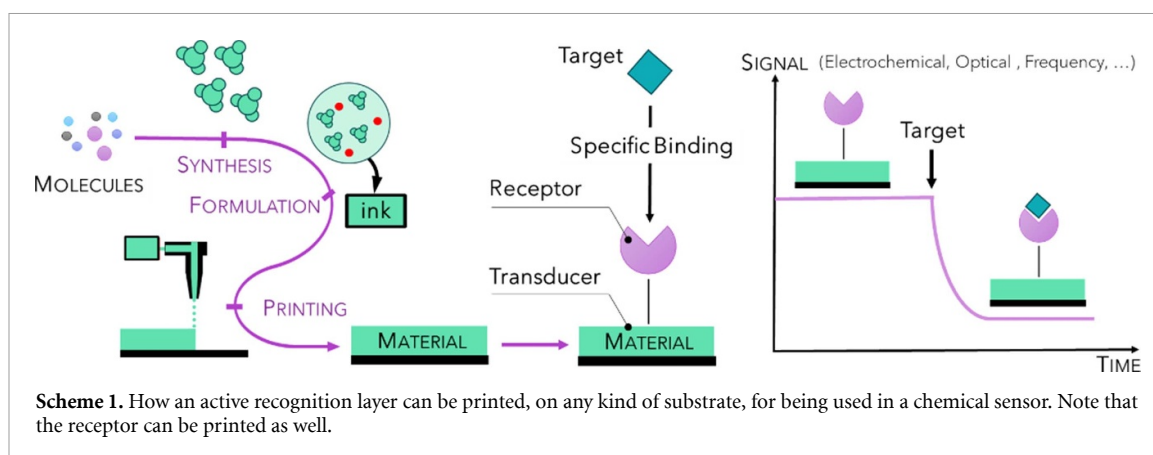 MOLECULES
SYNTHESIS
FORMULATION
ink
PRINTING
MATERIAL
Target
Specific Binding
Receptor
Transducer
MATERIAL
SIGNAL (Electrochemical, Optical , Frequency, ...)
Target
TIME
Scheme 1. How an active recognition layer can be printed, on any kind of substrate, for being used in a chemical sensor. Note that
the receptor can be printed as well.